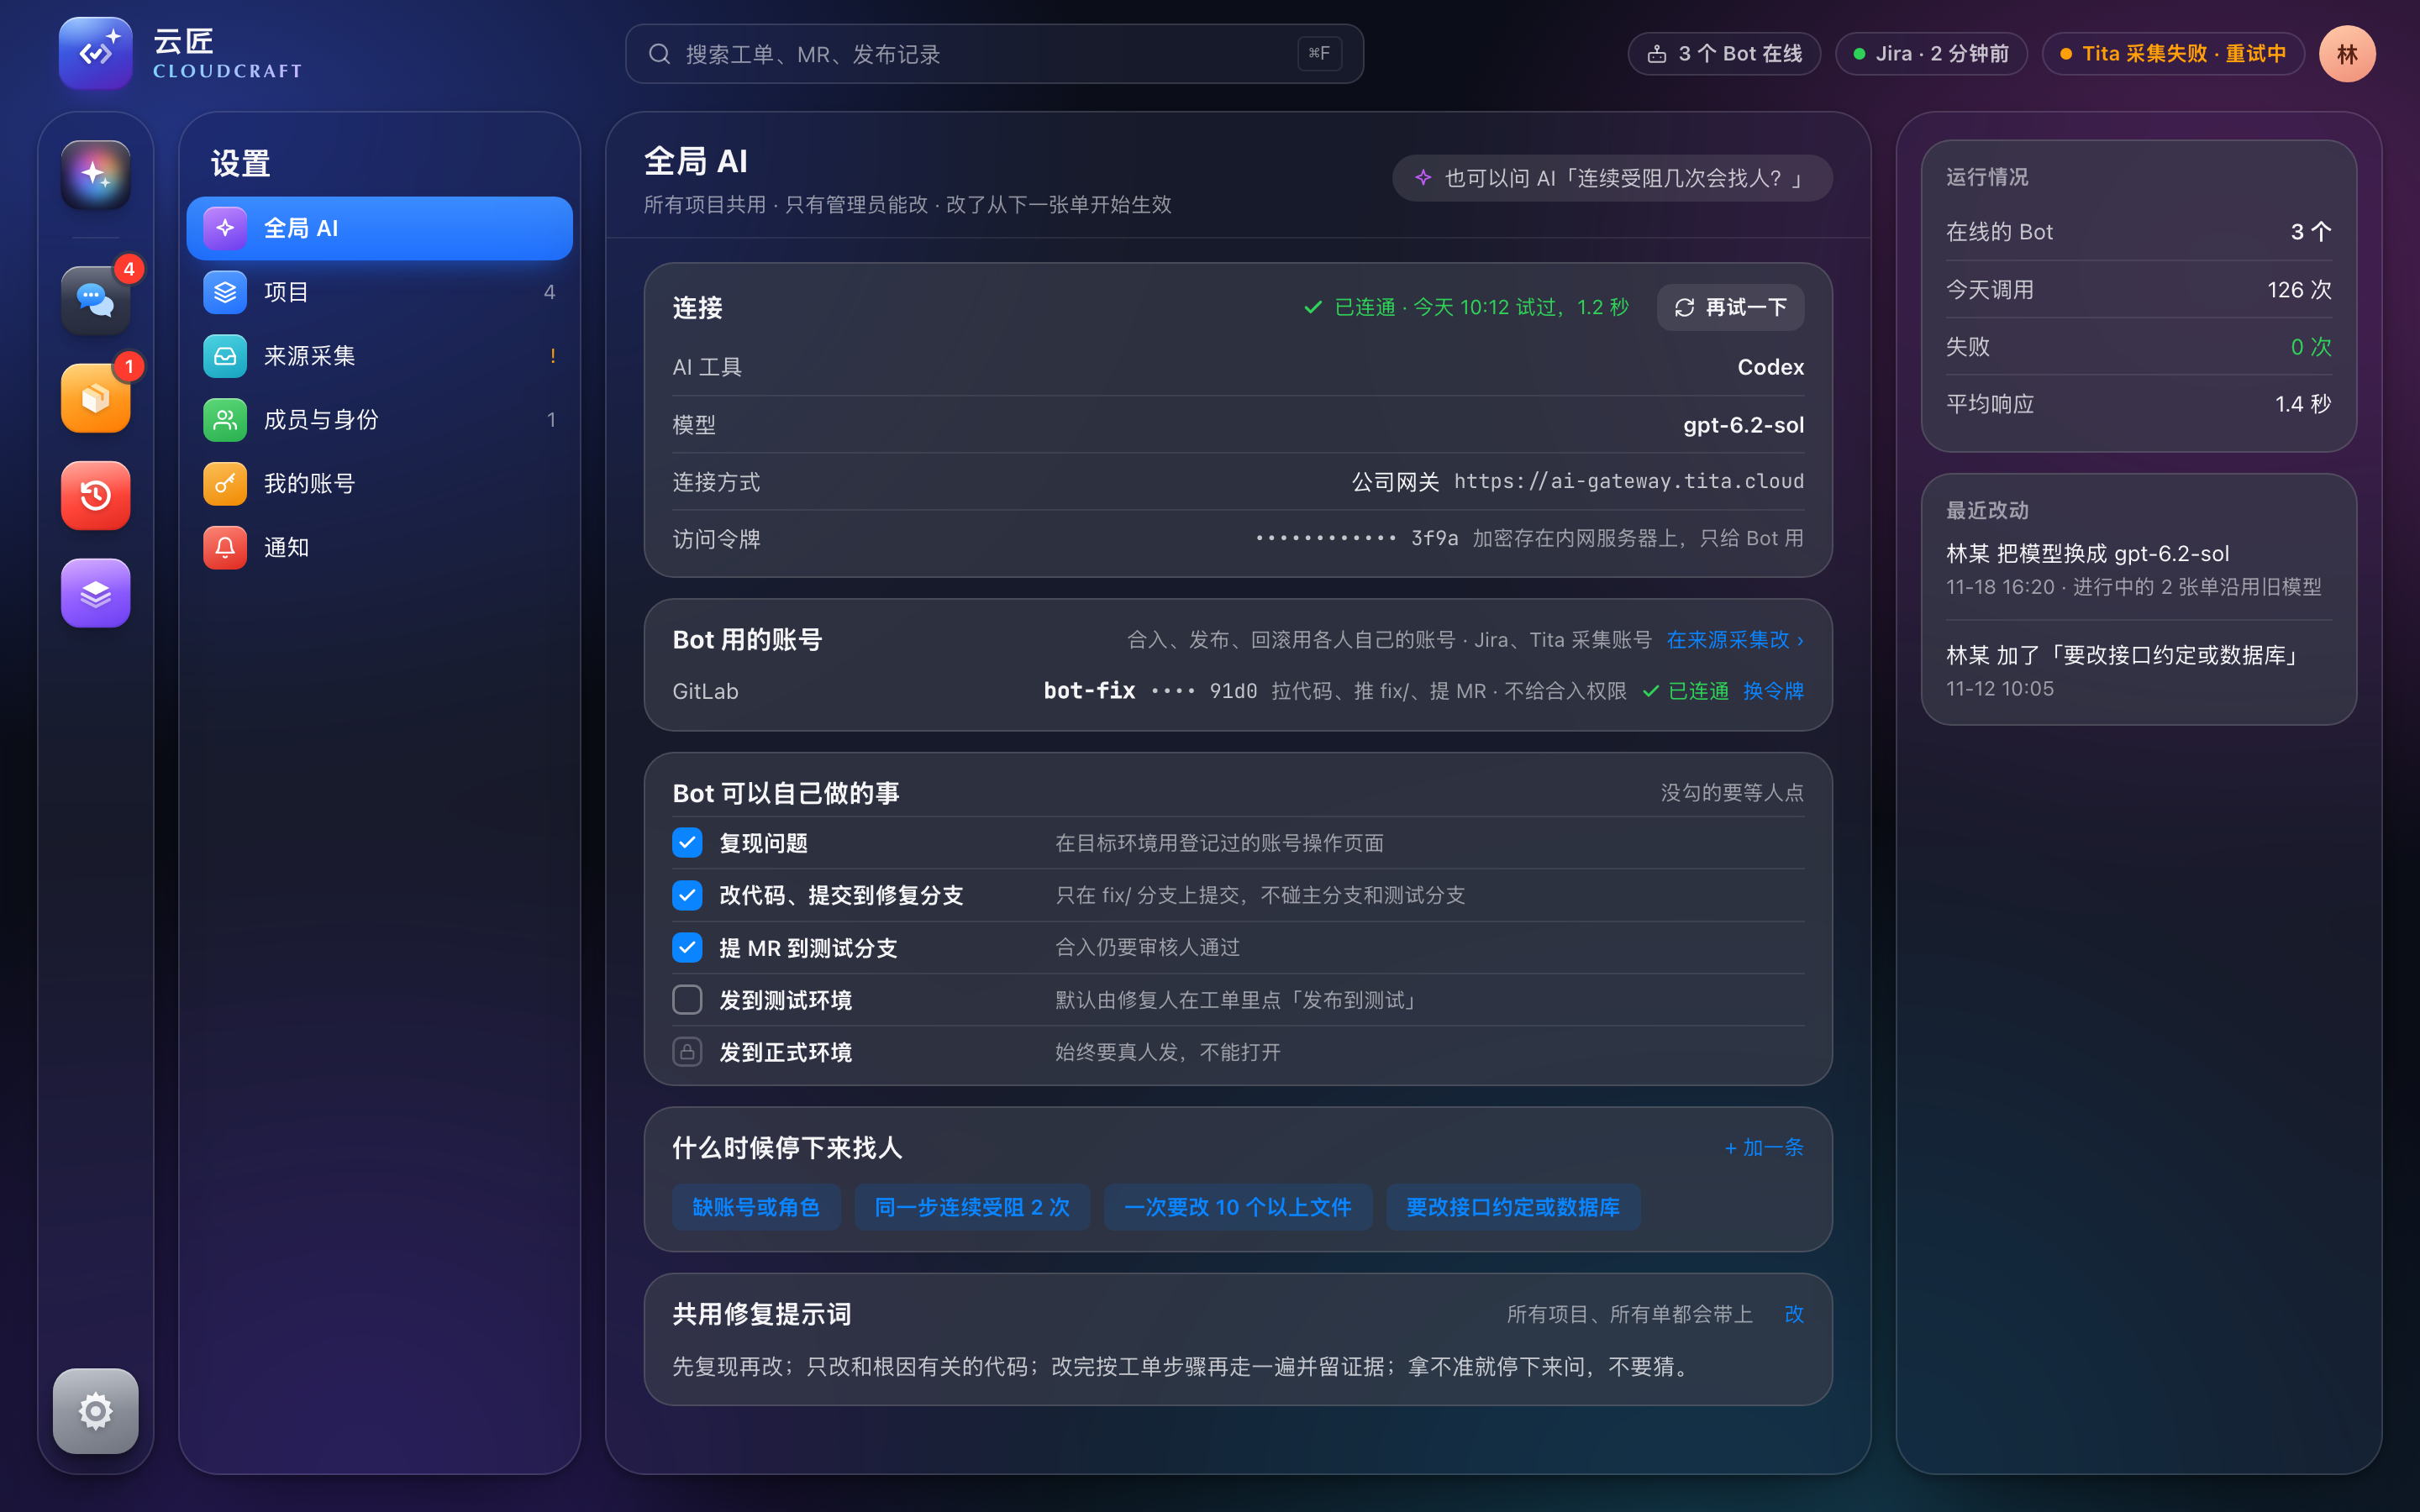 云匠
CLOUDCRAFT
搜索工单、MR、发布记录 ⌘F
3 个 Bot 在线
Jira · 2 分钟前
Tita 采集失败 · 重试中
林
4
1
设置
全局 AI
项目 4
来源采集 !
成员与身份 1
我的账号
通知
全局 AI
所有项目共用 · 只有管理员能改 · 改了从下一张单开始生效
也可以问 AI「连续受阻几次会找人？」
连接 已连通 · 今天 10:12 试过，1.2 秒 再试一下
AI 工具 Codex
模型 gpt-6.2-sol
连接方式 公司网关 https://ai-gateway.tita.cloud
访问令牌 •••••••••••• 3f9a 加密存在内网服务器上，只给 Bot 用
Bot 用的账号 合入、发布、回滚用各人自己的账号 · Jira、Tita 采集账号 在来源采集改 ›
GitLab bot-fix •••• 91d0 拉代码、推 fix/、提 MR · 不给合入权限 已连通 换令牌
Bot 可以自己做的事 没勾的要等人点
复现问题 在目标环境用登记过的账号操作页面
改代码、提交到修复分支 只在 fix/ 分支上提交，不碰主分支和测试分支
提 MR 到测试分支 合入仍要审核人通过
发到测试环境 默认由修复人在工单里点「发布到测试」
发到正式环境 始终要真人发，不能打开
什么时候停下来找人 + 加一条
缺账号或角色 同一步连续受阻 2 次 一次要改 10 个以上文件 要改接口约定或数据库
共用修复提示词 所有项目、所有单都会带上 改
先复现再改；只改和根因有关的代码；改完按工单步骤再走一遍并留证据；拿不准就停下来问，不要猜。
运行情况
在线的 Bot 3 个
今天调用 126 次
失败 0 次
平均响应 1.4 秒
最近改动
林某 把模型换成 gpt-6.2-sol
11-18 16:20 · 进行中的 2 张单沿用旧模型
林某 加了「要改接口约定或数据库」
11-12 10:05